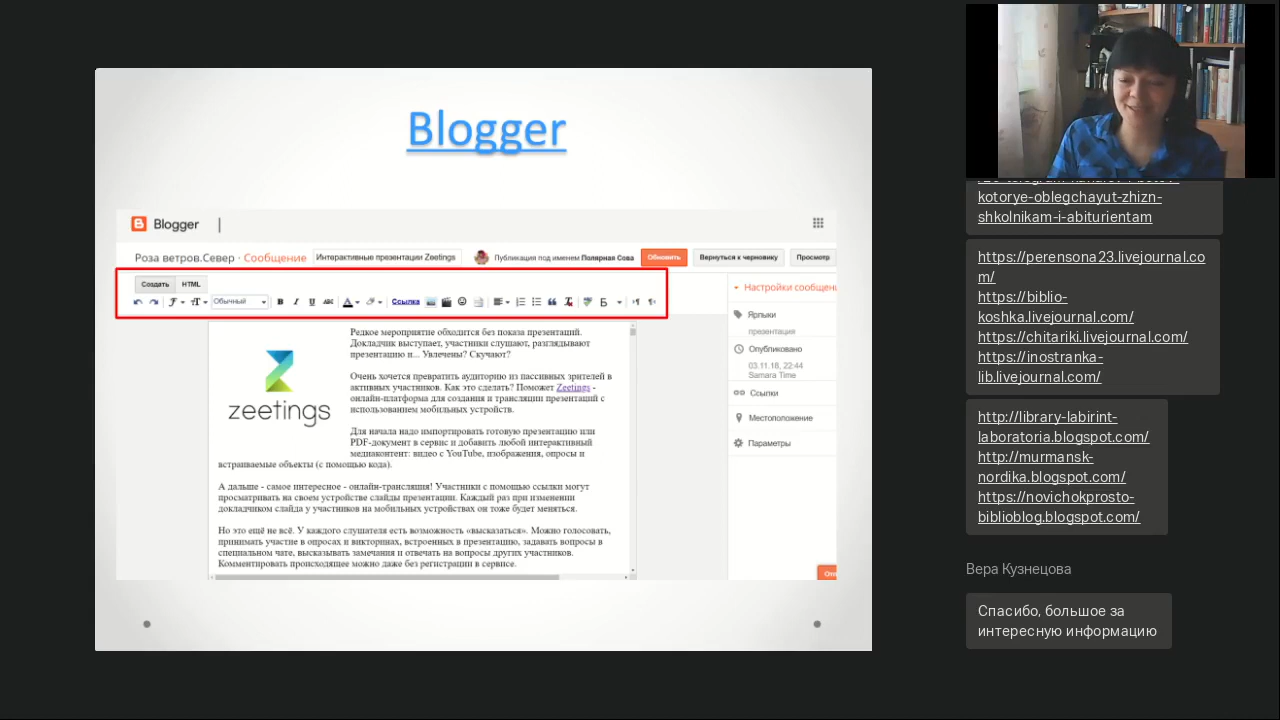 Blogger
Blogger
Роза ветров.Север · Сообщение
Интерактивные презентации Zeetings
Публикация под именем Полярная Сова
Обновить
Вернуться к черновику
Просмотр
Создать
HTML
Обычный
Ссылка
zeetings
Редкое мероприятие обходится без показа презентаций.
Докладчик выступает, участники слушают, разглядывают
презентацию и... Увлечены? Скучают?
Очень хочется превратить аудиторию из пассивных зрителей в
активных участников. Как это сделать? Поможет Zeetings -
онлайн-платформа для создания и трансляции презентаций с
использованием мобильных устройств.
Для начала надо импортировать готовую презентацию или
PDF-документ в сервис и добавить любой интерактивный
медиаконтент: видео с YouTube, изображения, опросы и
встраиваемые объекты (с помощью кода).
А дальше - самое интересное - онлайн-трансляция! Участники с помощью ссылки могут
просматривать на своем устройстве слайды презентации. Каждый раз при изменении
докладчиком слайда у участников на мобильных устройствах он тоже будет меняться.
Но это ещё не всё. У каждого слушателя есть возможность «высказаться». Можно голосовать,
принимать участие в опросах и викторинах, встроенных в презентацию, задавать вопросы в
специальном чате, высказывать замечания и отвечать на вопросы других участников.
Комментировать происходящее можно даже без регистрации в сервисе.
Настройки сообщен
Ярлыки
презентация
Опубликовано
03.11.18, 22:44
Samara Time
Ссылки
Местоположение
Параметры
kotorye-oblegchayut-zhizn-
shkolnikam-i-abiturientam
https://perensona23.livejournal.co
m/
https://biblio-
koshka.livejournal.com/
https://chitariki.livejournal.com/
https://inostranka-
lib.livejournal.com/
http://library-labirint-
laboratoria.blogspot.com/
http://murmansk-
nordika.blogspot.com/
https://novichokprosto-
biblioblog.blogspot.com/
Вера Кузнецова
Спасибо, большое за
интересную информацию